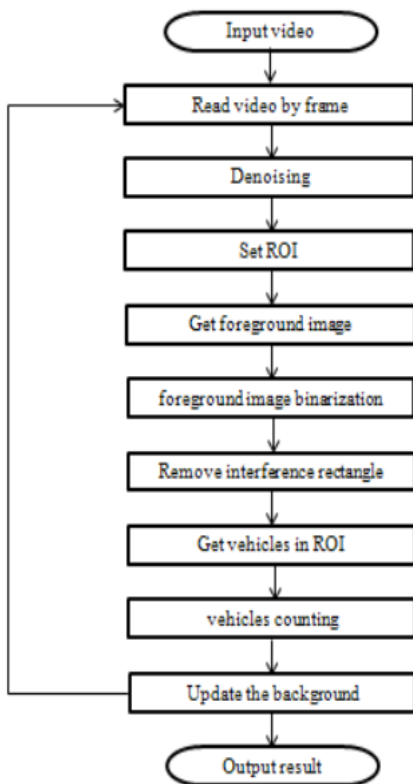 Input video
Read video by frame
Denoising
Set ROI
Get foreground image
foreground image binarization
Remove interference rectangle
Get vehicles in ROI
vehicles counting
Update the background
Output result